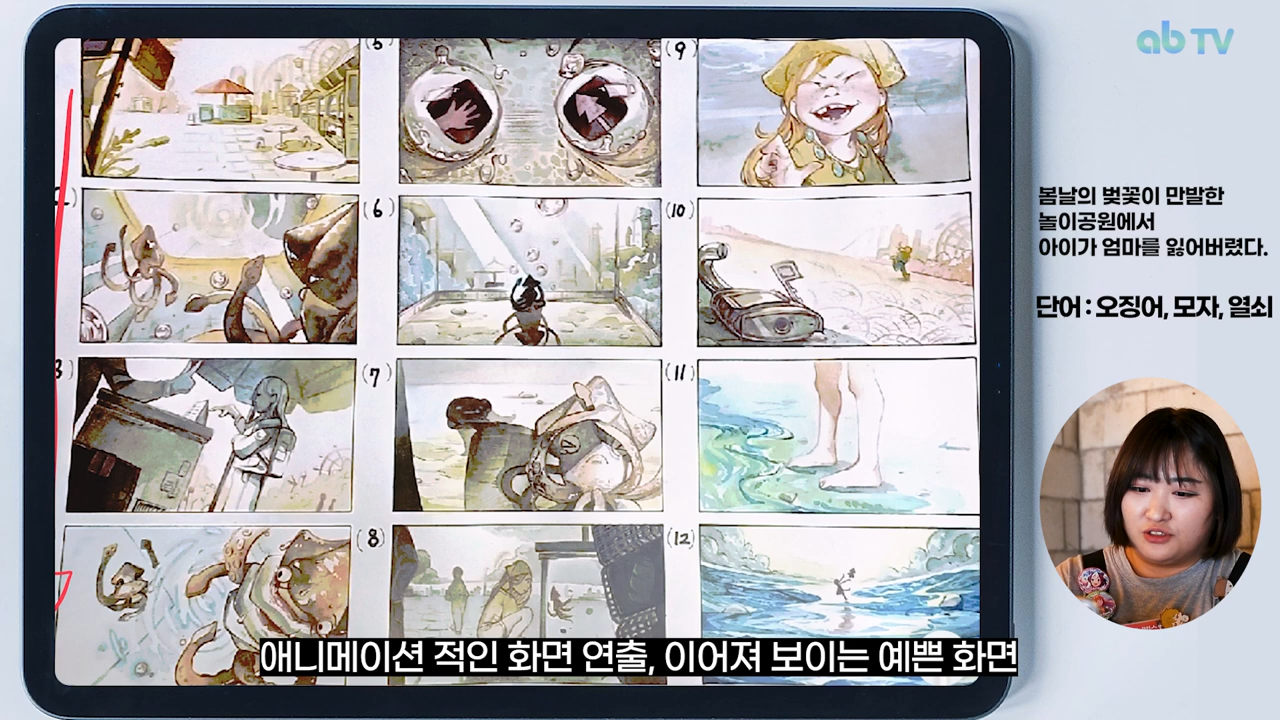 ab TV
(5)
(9)
(6)
(10)
3)
(7)
(11)
(8)
(12)
봄날의 벚꽃이 만발한
놀이공원에서
아이가 엄마를 잃어버렸다.
단어 : 오징어, 모자, 열쇠
애니메이션 적인 화면 연출, 이어져 보이는 예쁜 화면